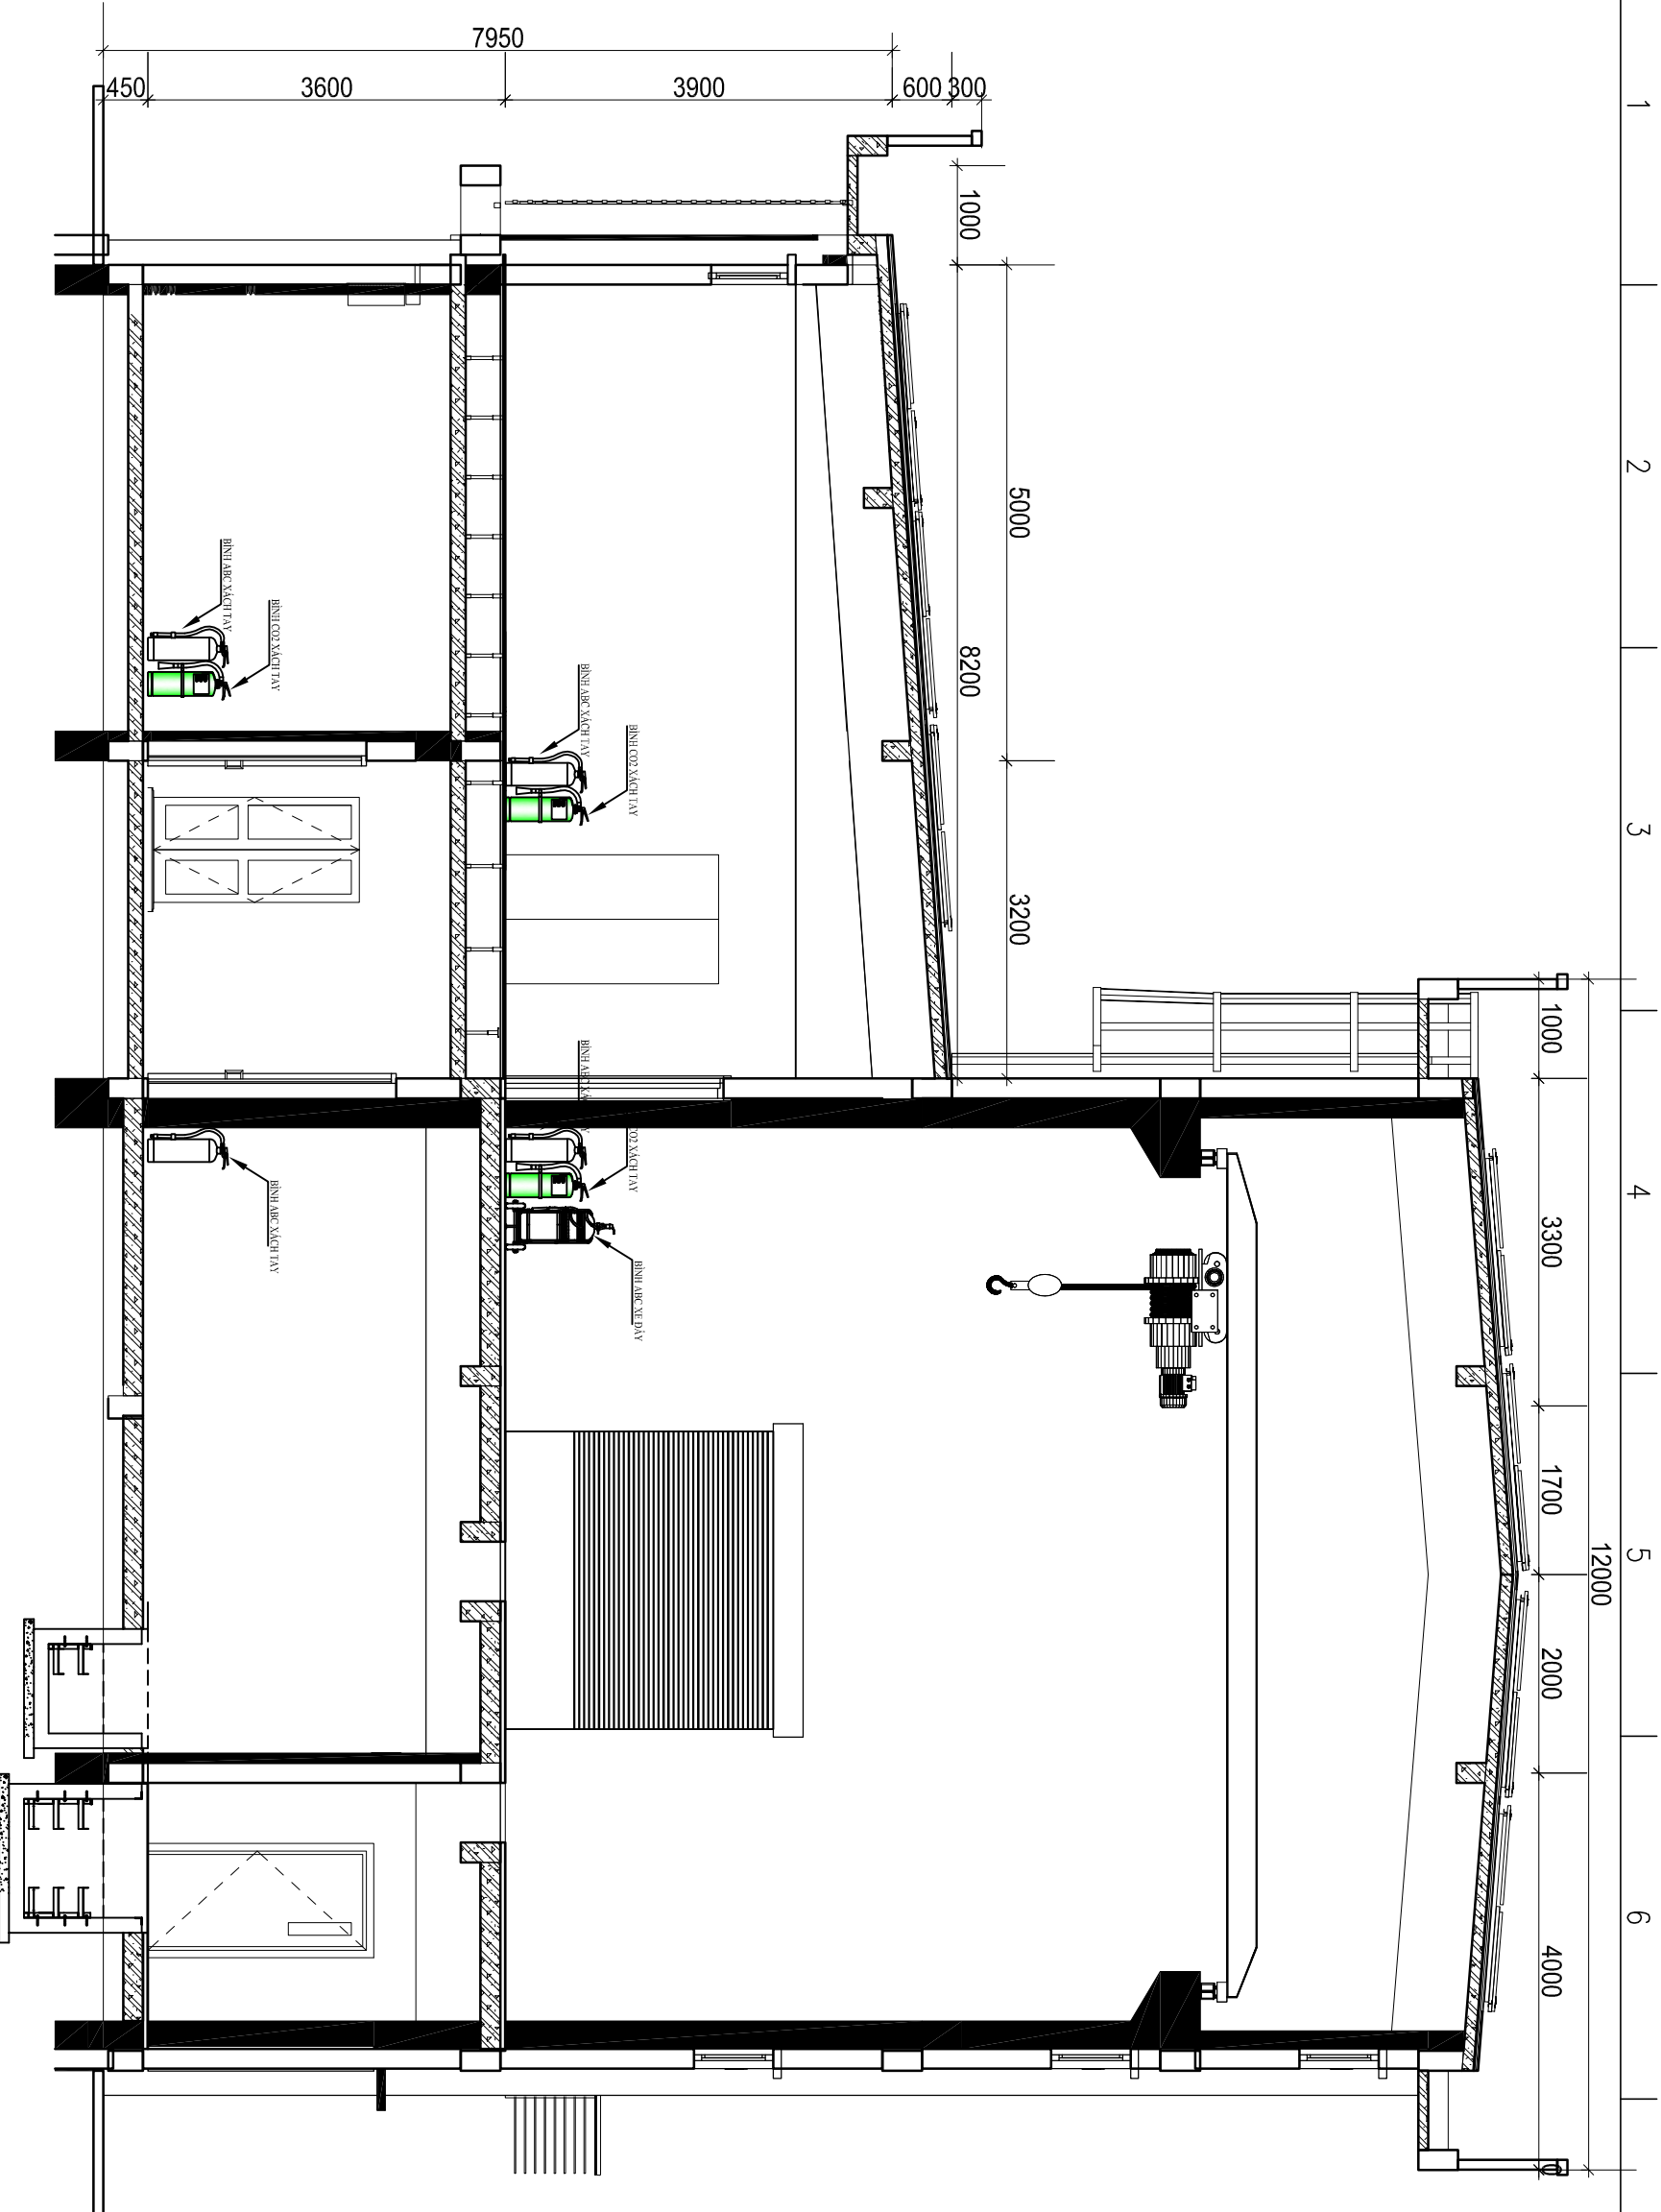 1
2
3
4
5
6
7950
450
3600
3900
600
300
1000
5000
8200
3200
12000
1000
3300
1700
2000
4000
BÌNH ABC XÁCH TAY
BÌNH CO2 XÁCH TAY
BÌNH ABC XÁCH TAY
BÌNH CO2 XÁCH TAY
BÌNH ABC
CO2 XÁCH TAY
BÌNH ABC XE ĐẨY
BÌNH ABC XÁCH TAY